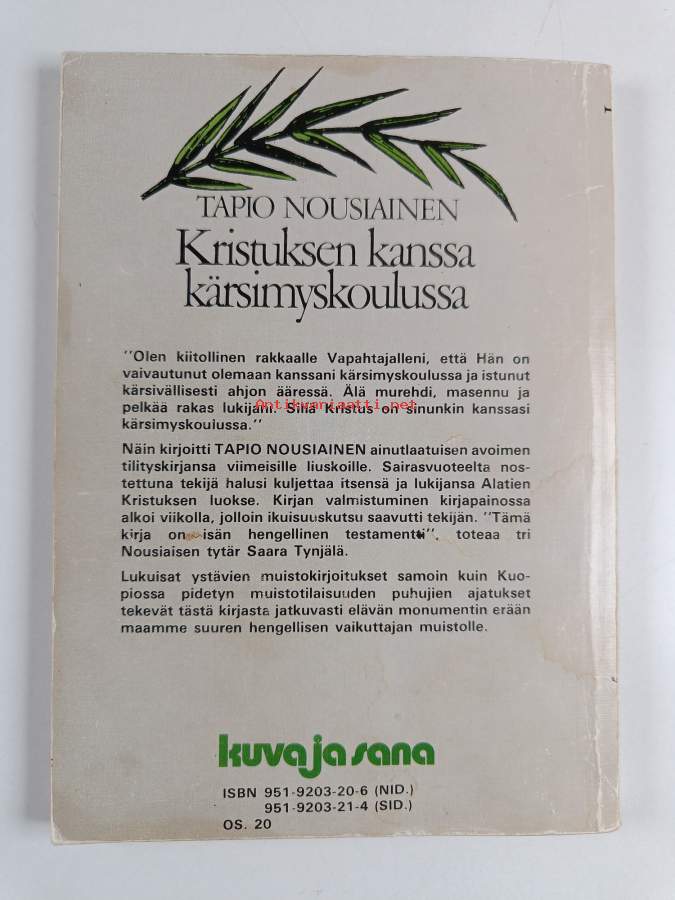 TAPIO NOUSIAINEN
Kristuksen kanssa
kärsimyskoulussa
"Olen kiitollinen rakkaalle Vapahtajalleni, että Hän on
vaivautunut olemaan kanssani kärsimyskoulussa ja istunut
kärsivällisesti ahjon ääressä. Älä murehdi, masennu ja
pelkää rakas lukijani. Sillä Kristus on sinunkin kanssasi
Antikvariaatti.net
kärsimyskoulussa."
Näin kirjoitti TAPIO NOUSIAINEN ainutlaatuisen avoimen
tilityskirjansa viimeisille liuskoille. Sairasvuoteelta nos-
tettuna tekijä halusi kuljettaa itsensä ja lukijansa Alatien
Kristuksen luokse. Kirjan valmistuminen kirjapainossa
alkoi viikolla, jolloin ikuisuuskutsu saavutti tekijän. "Tämä
kirja on isän hengellinen testamentti", toteaa tri
Nousiaisen tytär Saara Tynjälä.
Lukuisat ystävien muistokirjoitukset samoin kuin Kuo-
piossa pidetyn muistotilaisuuden puhujien ajatukset
tekevät tästä kirjasta jatkuvasti elävän monumentin erään
maamme suuren hengellisen vaikuttajan muistolle.
kuva ja sana
ISBN 951-9203-20-6 (NID.)
951-9203-21-4 (SID.)
OS. 20